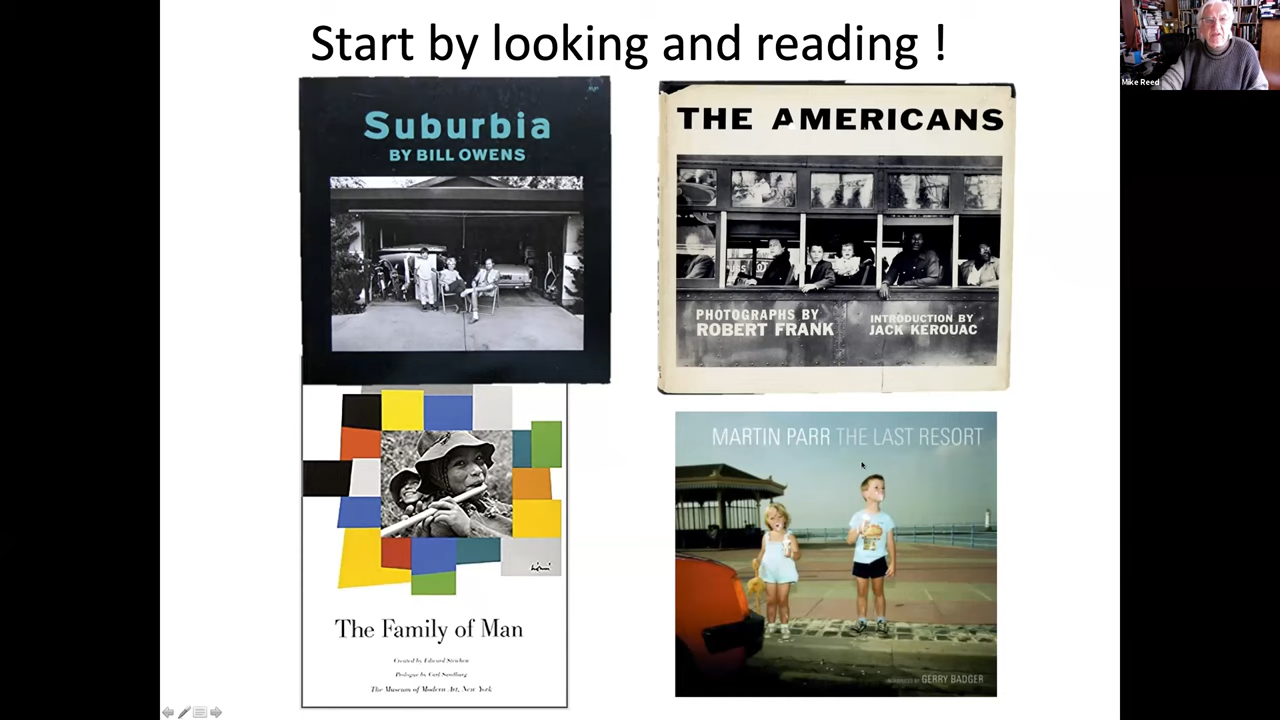 Start by looking and reading !
Suburbia
BY BILL OWENS
THE AMERICANS
PHOTOGRAPHS BY
ROBERT FRANK
INTRODUCTION BY
JACK KEROUAC
The Family of Man
Created by Edward Steichen
Prologue by Carl Sandburg
The Museum of Modern Art, New York
MARTIN PARR THE LAST RESORT
GERRY BADGER
Mike Reed